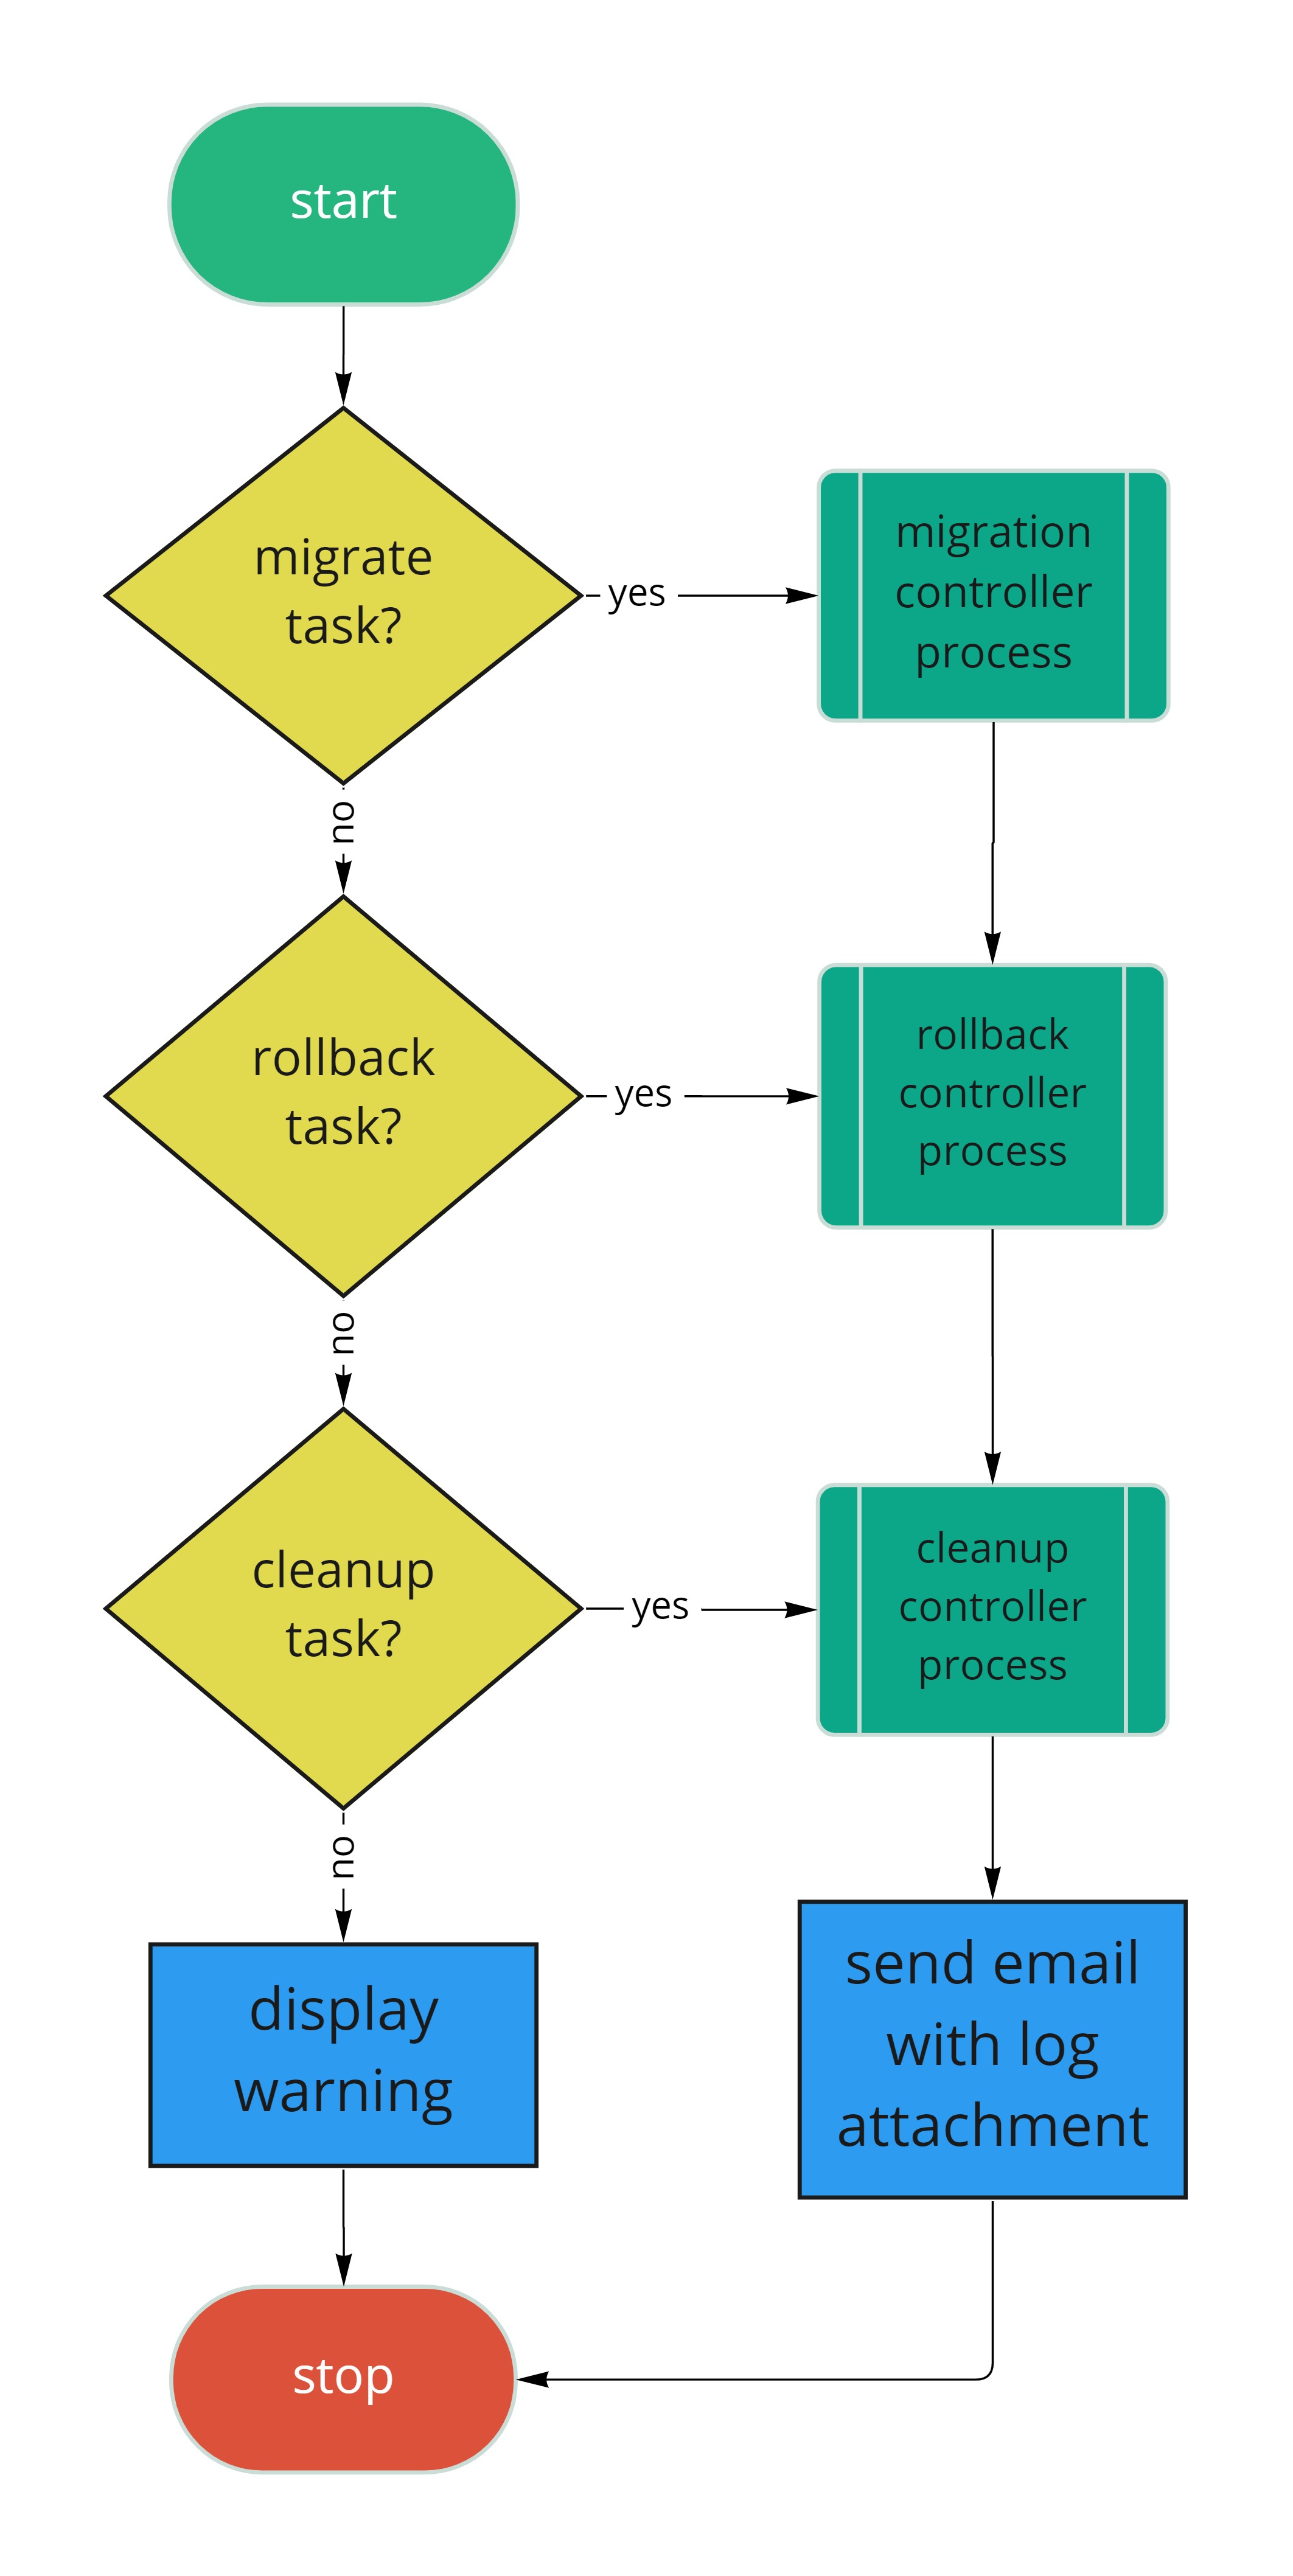 start
migrate
task?
yes
migration
controller
process
no
rollback
task?
yes
rollback
controller
process
no
cleanup
task?
yes
cleanup
controller
process
no
display
warning
send email
with log
attachment
stop